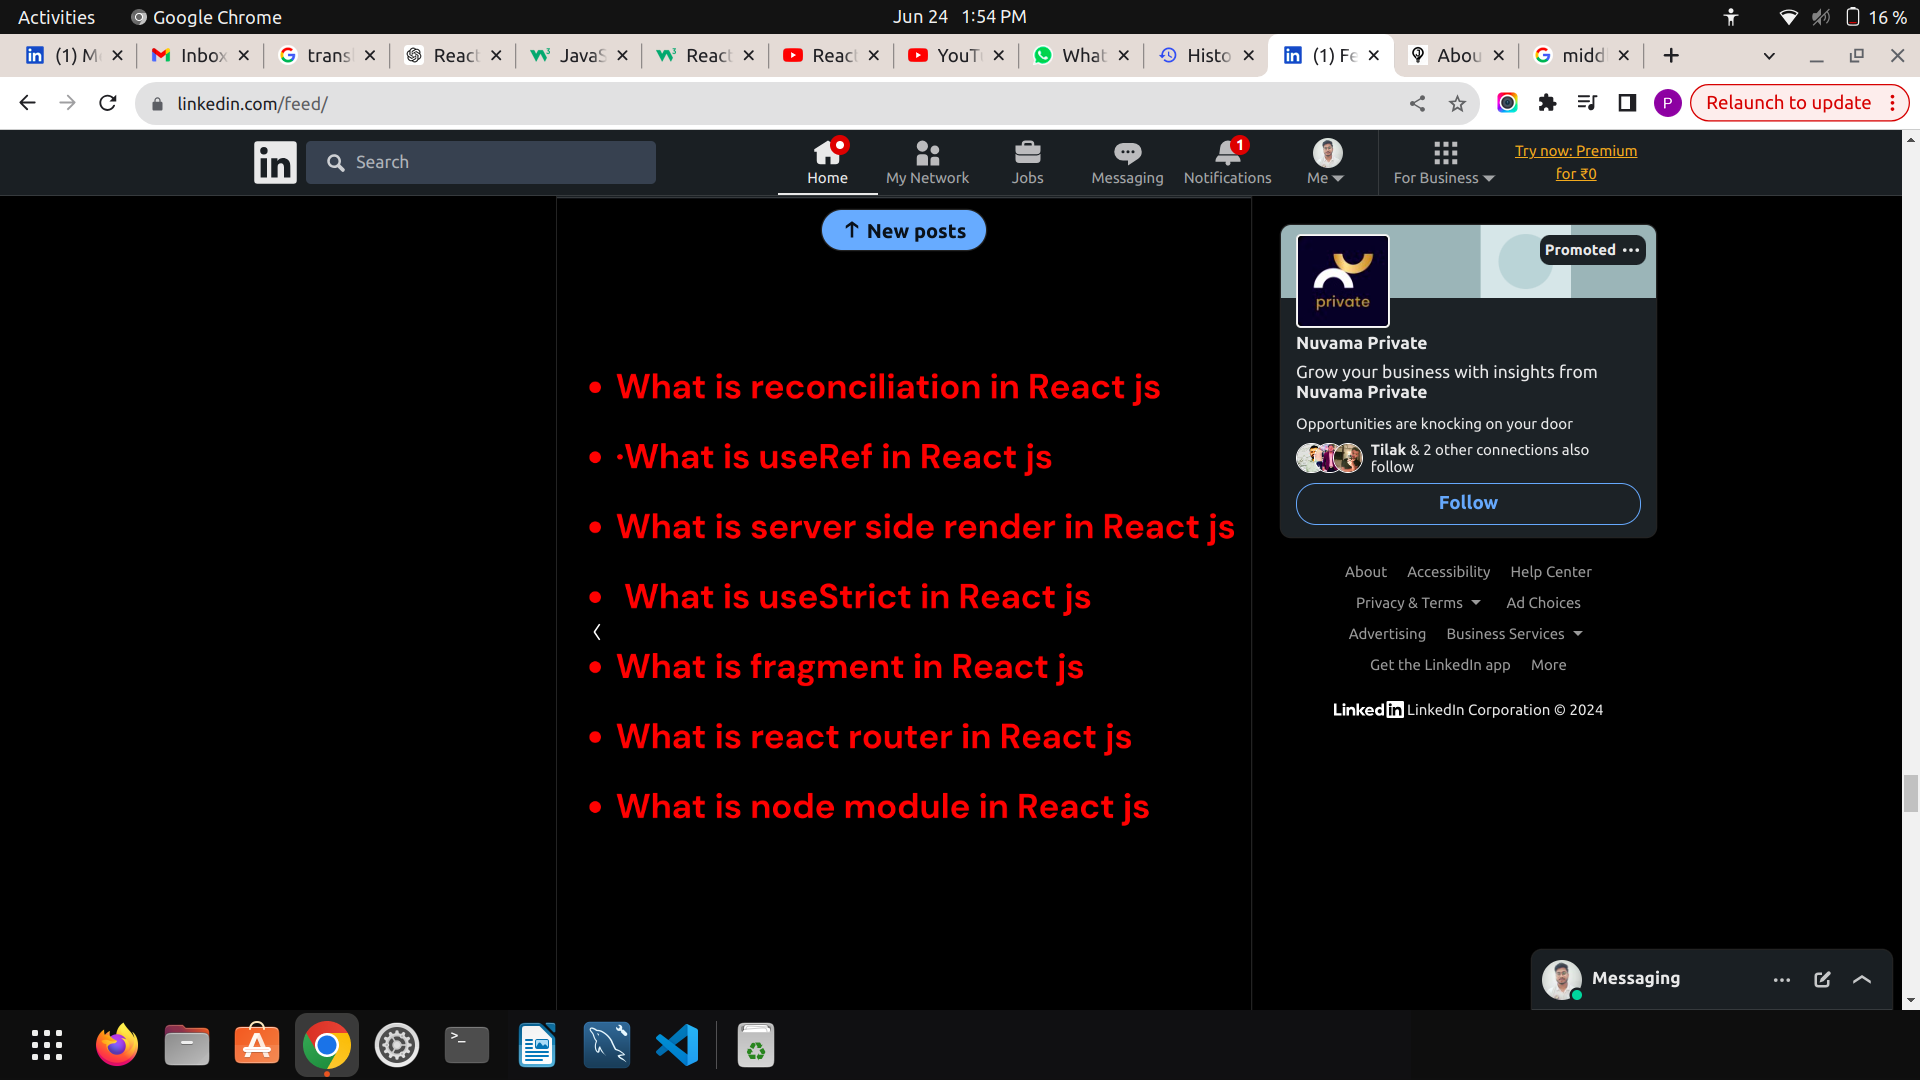 Activities
Google Chrome
Jun 24 1:54 PM
16 %
(1) M
Inbox
trans
React
JavaS
React
React
YouT
What
Histo
(1) Fe
Abou
midd
linkedin.com/feed/
P
Relaunch to update
in
Search
Home
My Network
Jobs
Messaging
1
Notifications
Me
For Business
Try now: Premium
for ₹0
↑ New posts
• What is reconciliation in React js
• ·What is useRef in React js
• What is server side render in React js
• What is useStrict in React js
• What is fragment in React js
• What is react router in React js
• What is node module in React js
Promoted ···
private
Nuvama Private
Grow your business with insights from
Nuvama Private
Opportunities are knocking on your door
Tilak & 2 other connections also
follow
Follow
About Accessibility Help Center
Privacy & Terms Ad Choices
Advertising Business Services
Get the LinkedIn app More
LinkedIn LinkedIn Corporation © 2024
Messaging